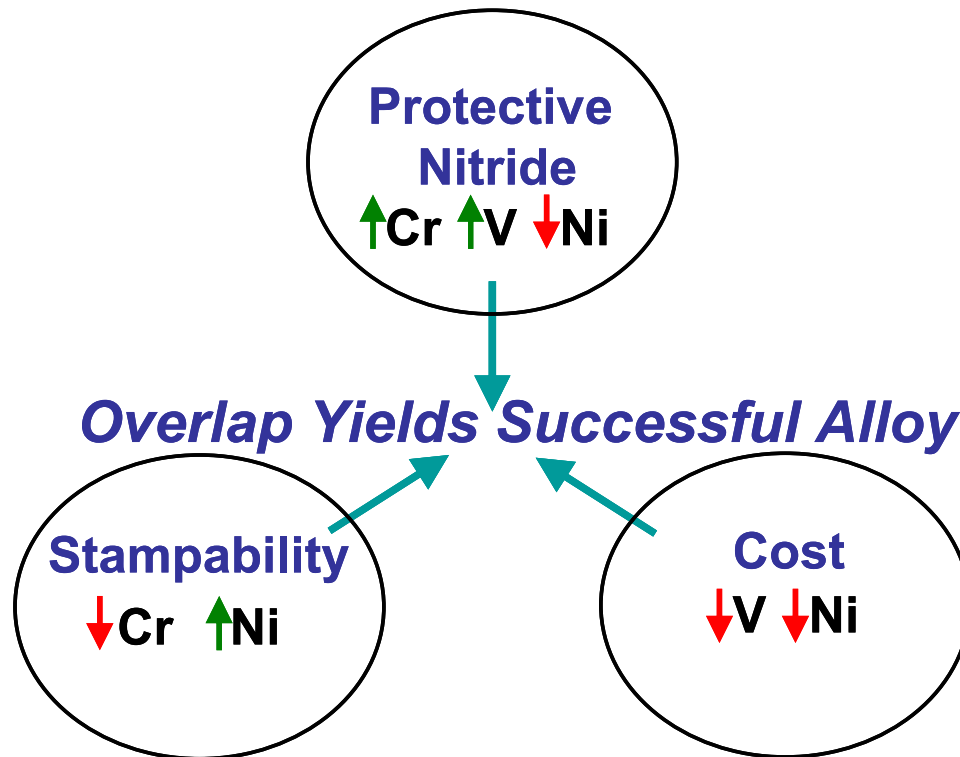 Protective
Nitride
Cr V Ni
Overlap Yields Successful Alloy
Stampability
Cr Ni
Cost
V Ni